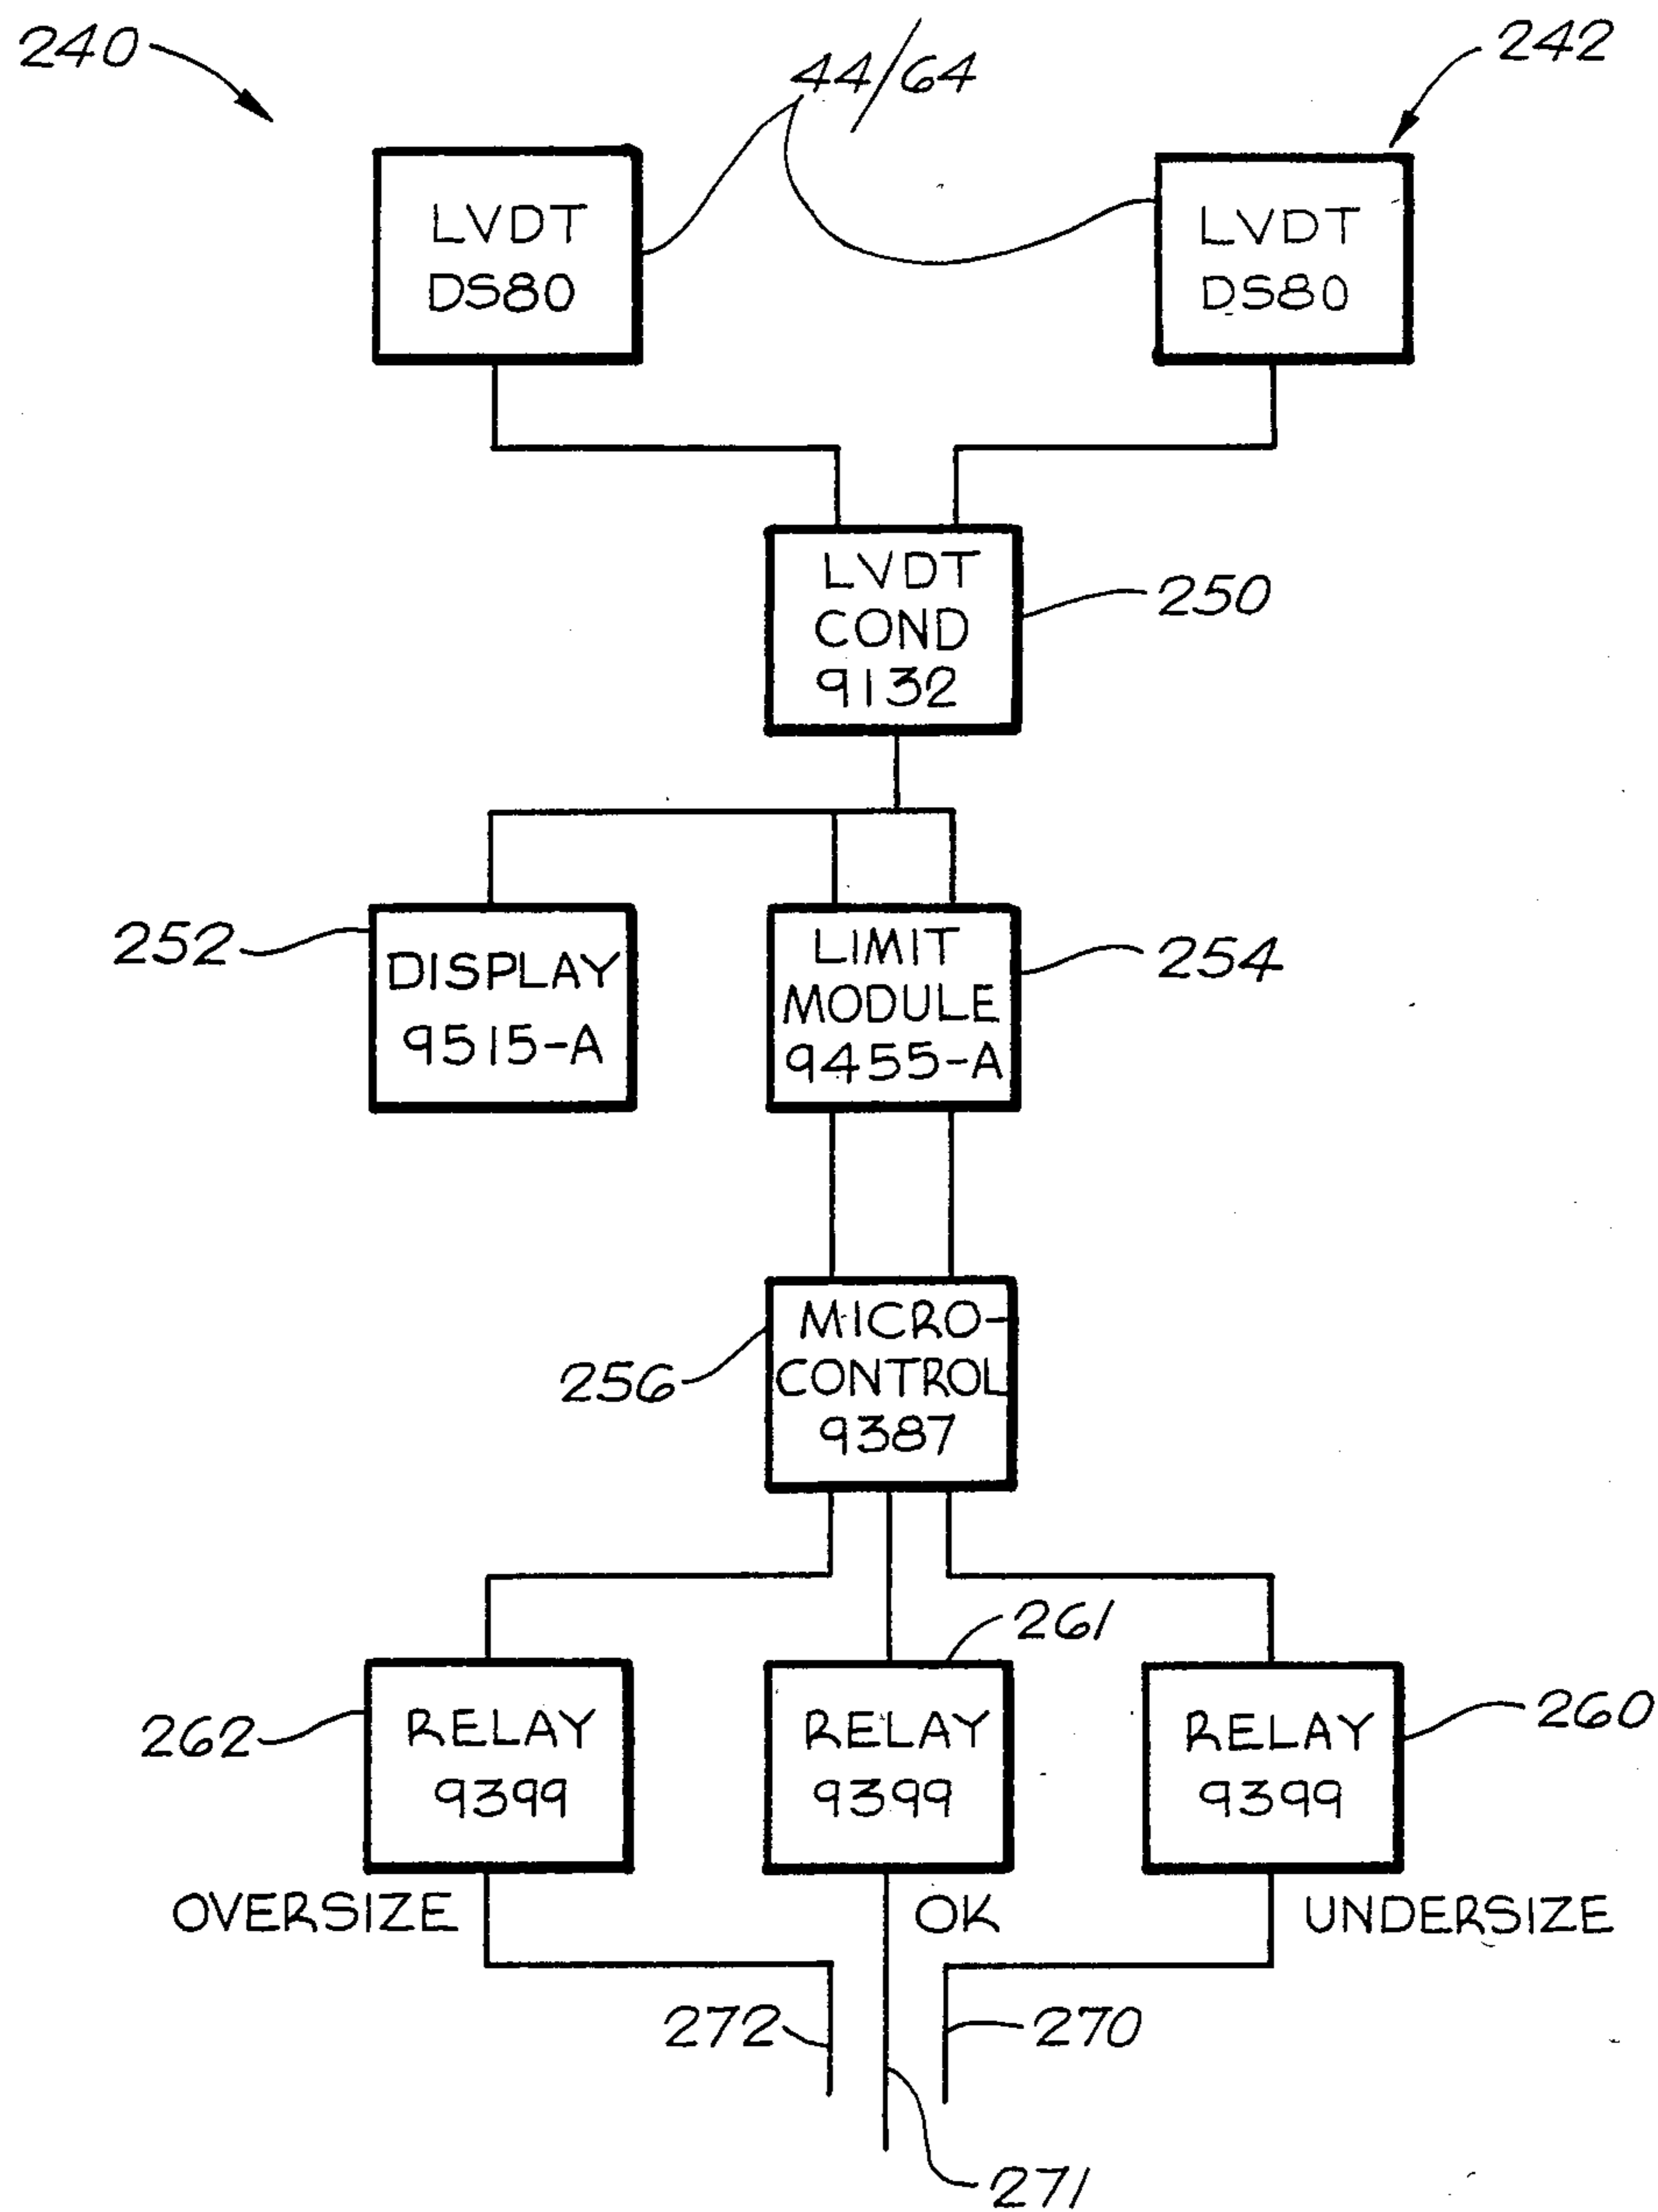 240
44/64
242
LVDT
DS80
LVDT
DS80
LVDT
COND
9132
250
252
DISPLAY
9515-A
LIMIT
MODULE
9455-A
254
256
MICRO-
CONTROL
9387
261
262
RELAY
9399
RELAY
9399
RELAY
9399
260
OVERSIZE
OK
UNDERSIZE
272
270
271